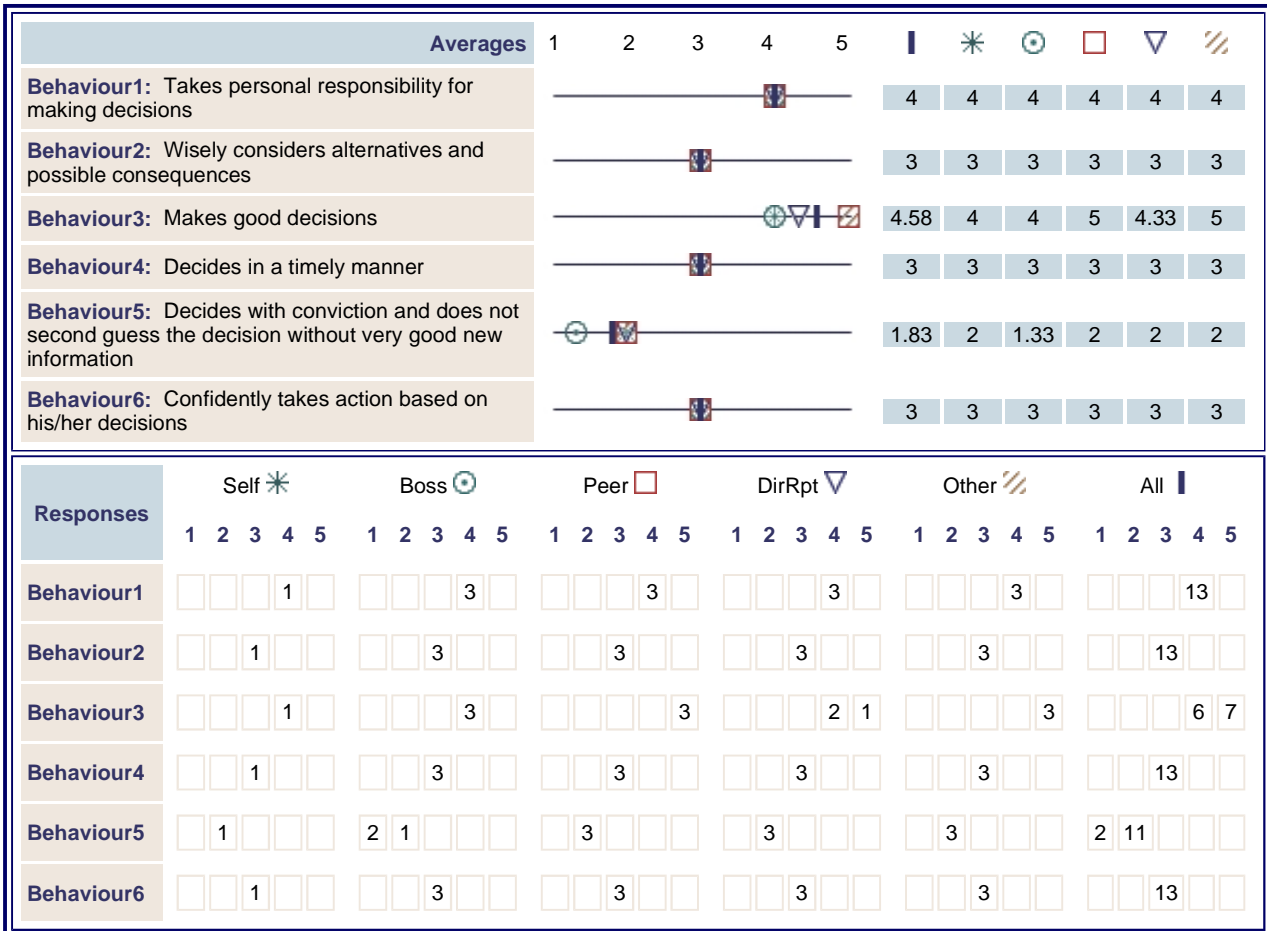 Averages 1 2 3 4 5
Behaviour1: Takes personal responsibility for
making decisions
4 4 4 4 4 4
Behaviour2: Wisely considers alternatives and
possible consequences
3 3 3 3 3 3
Behaviour3: Makes good decisions
4.58 4 4 5 4.33 5
Behaviour4: Decides in a timely manner
3 3 3 3 3 3
Behaviour5: Decides with conviction and does not
second guess the decision without very good new
information
1.83 2 1.33 2 2 2
Behaviour6: Confidently takes action based on
his/her decisions
3 3 3 3 3 3
Responses
Self Boss Peer DirRpt Other All
1 2 3 4 5 1 2 3 4 5 1 2 3 4 5 1 2 3 4 5 1 2 3 4 5 1 2 3 4 5
Behaviour1 1 3 3 3 3 13
Behaviour2 1 3 3 3 3 13
Behaviour3 1 3 3 2 1 3 6 7
Behaviour4 1 3 3 3 3 13
Behaviour5 1 2 1 3 3 3 2 11
Behaviour6 1 3 3 3 3 13